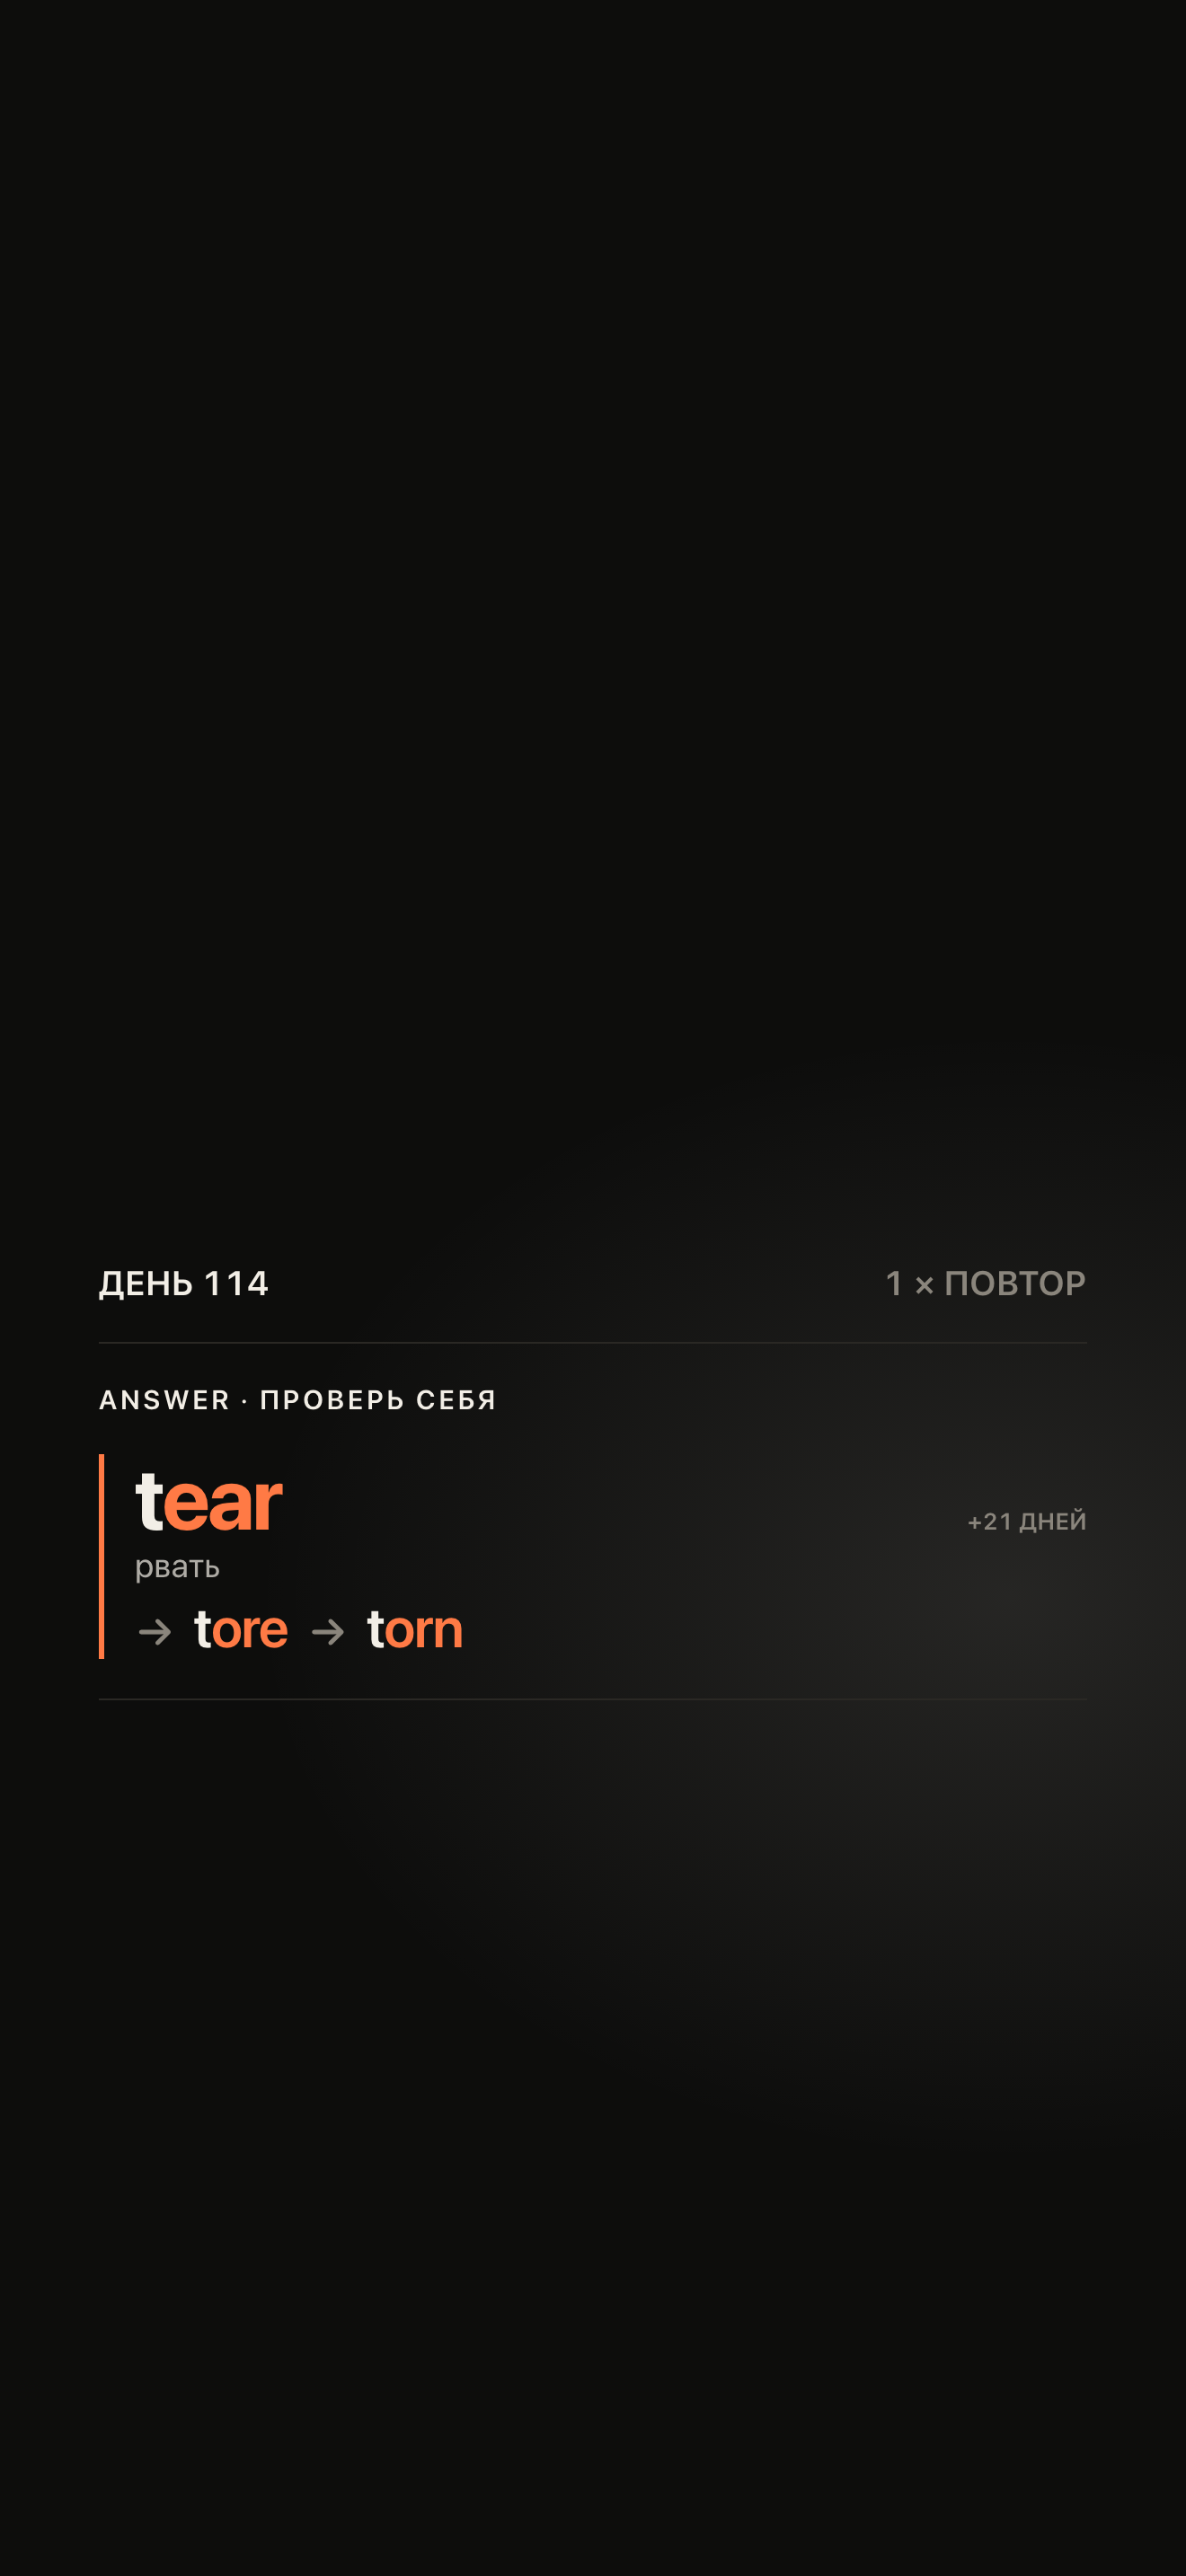 ДЕНЬ 114
1 × ПОВТОР
ANSWER · ПРОВЕРЬ СЕБЯ
tear
+21 ДНЕЙ
рвать
→ tore → torn